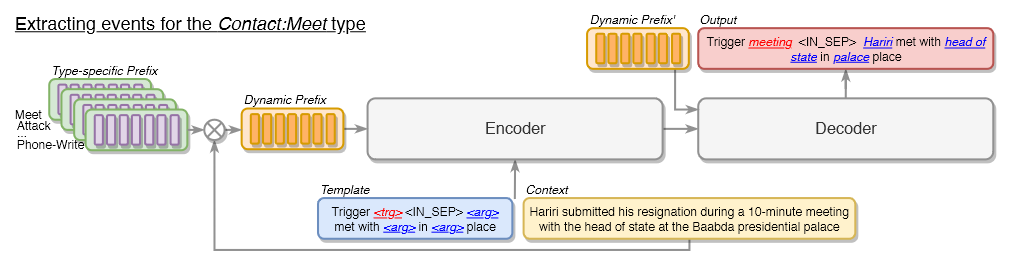 Extracting events for the Contact:Meet type
Dynamic Prefix'
Output
Trigger meeting <IN_SEP> Hariri met with head of
state in palace place
Type-specific Prefix
Meet
Attack
...
Phone-Write
Dynamic Prefix
Encoder
Decoder
Template
Trigger <trg> <IN_SEP> <arg>
met with <arg> in <arg> place
Context
Hariri submitted his resignation during a 10-minute meeting
with the head of state at the Baabda presidential palace